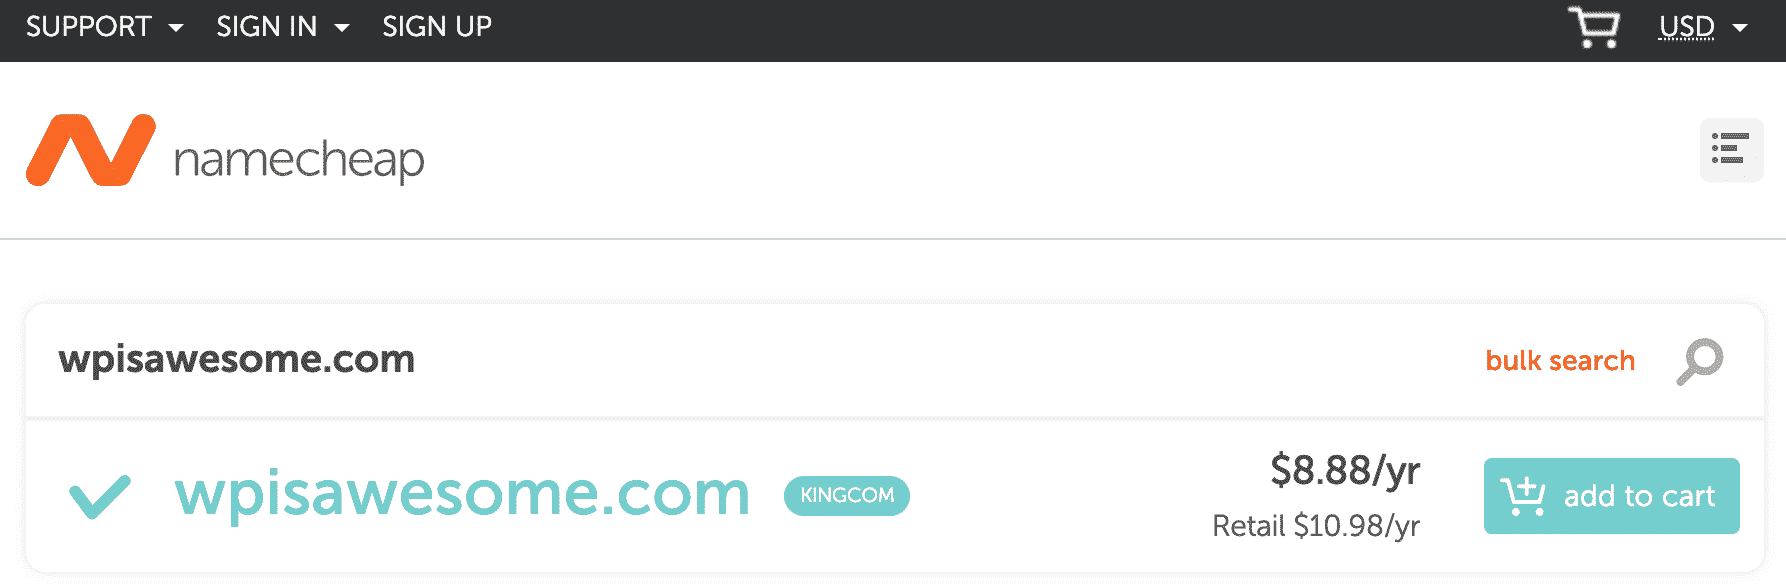 SUPPORT SIGN IN SIGN UP USD
namecheap
wpisawesome.com bulk search
wpisawesome.com KINGCOM $8.88/yr add to cart
Retail $10.98/yr